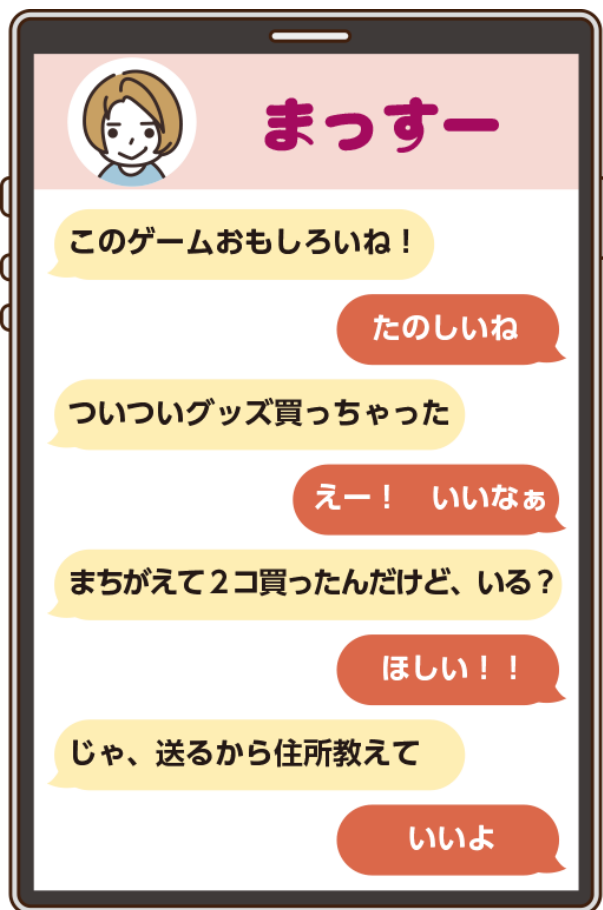 まっすー
このゲームおもしろいね！
たのしいね
ついついグッズ買っちゃった
えー！　いいなぁ
まちがえて２コ買ったんだけど、いる？
ほしい！！
じゃ、送るから住所教えて
いいよ